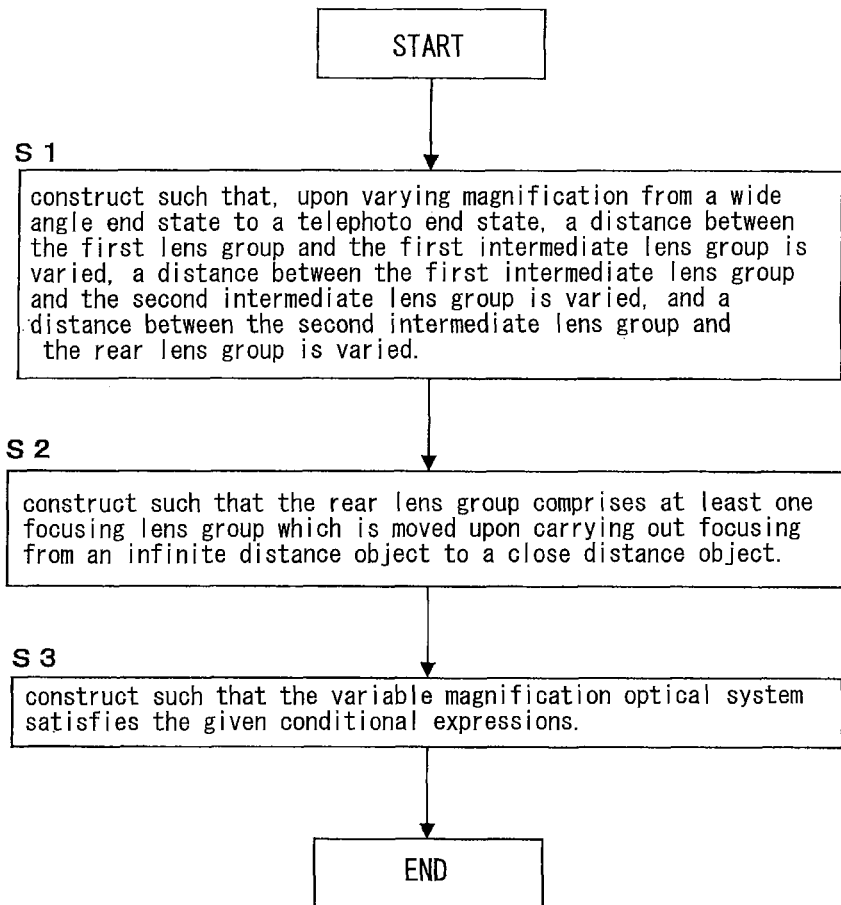 START
S 1
construct such that, upon varying magnification from a wide
angle end state to a telephoto end state, a distance between
the first lens group and the first intermediate lens group is
varied, a distance between the first intermediate lens group
and the second intermediate lens group is varied, and a
distance between the second intermediate lens group and
the rear lens group is varied.
S 2
construct such that the rear lens group comprises at least one
focusing lens group which is moved upon carrying out focusing
from an infinite distance object to a close distance object.
S 3
construct such that the variable magnification optical system
satisfies the given conditional expressions.
END